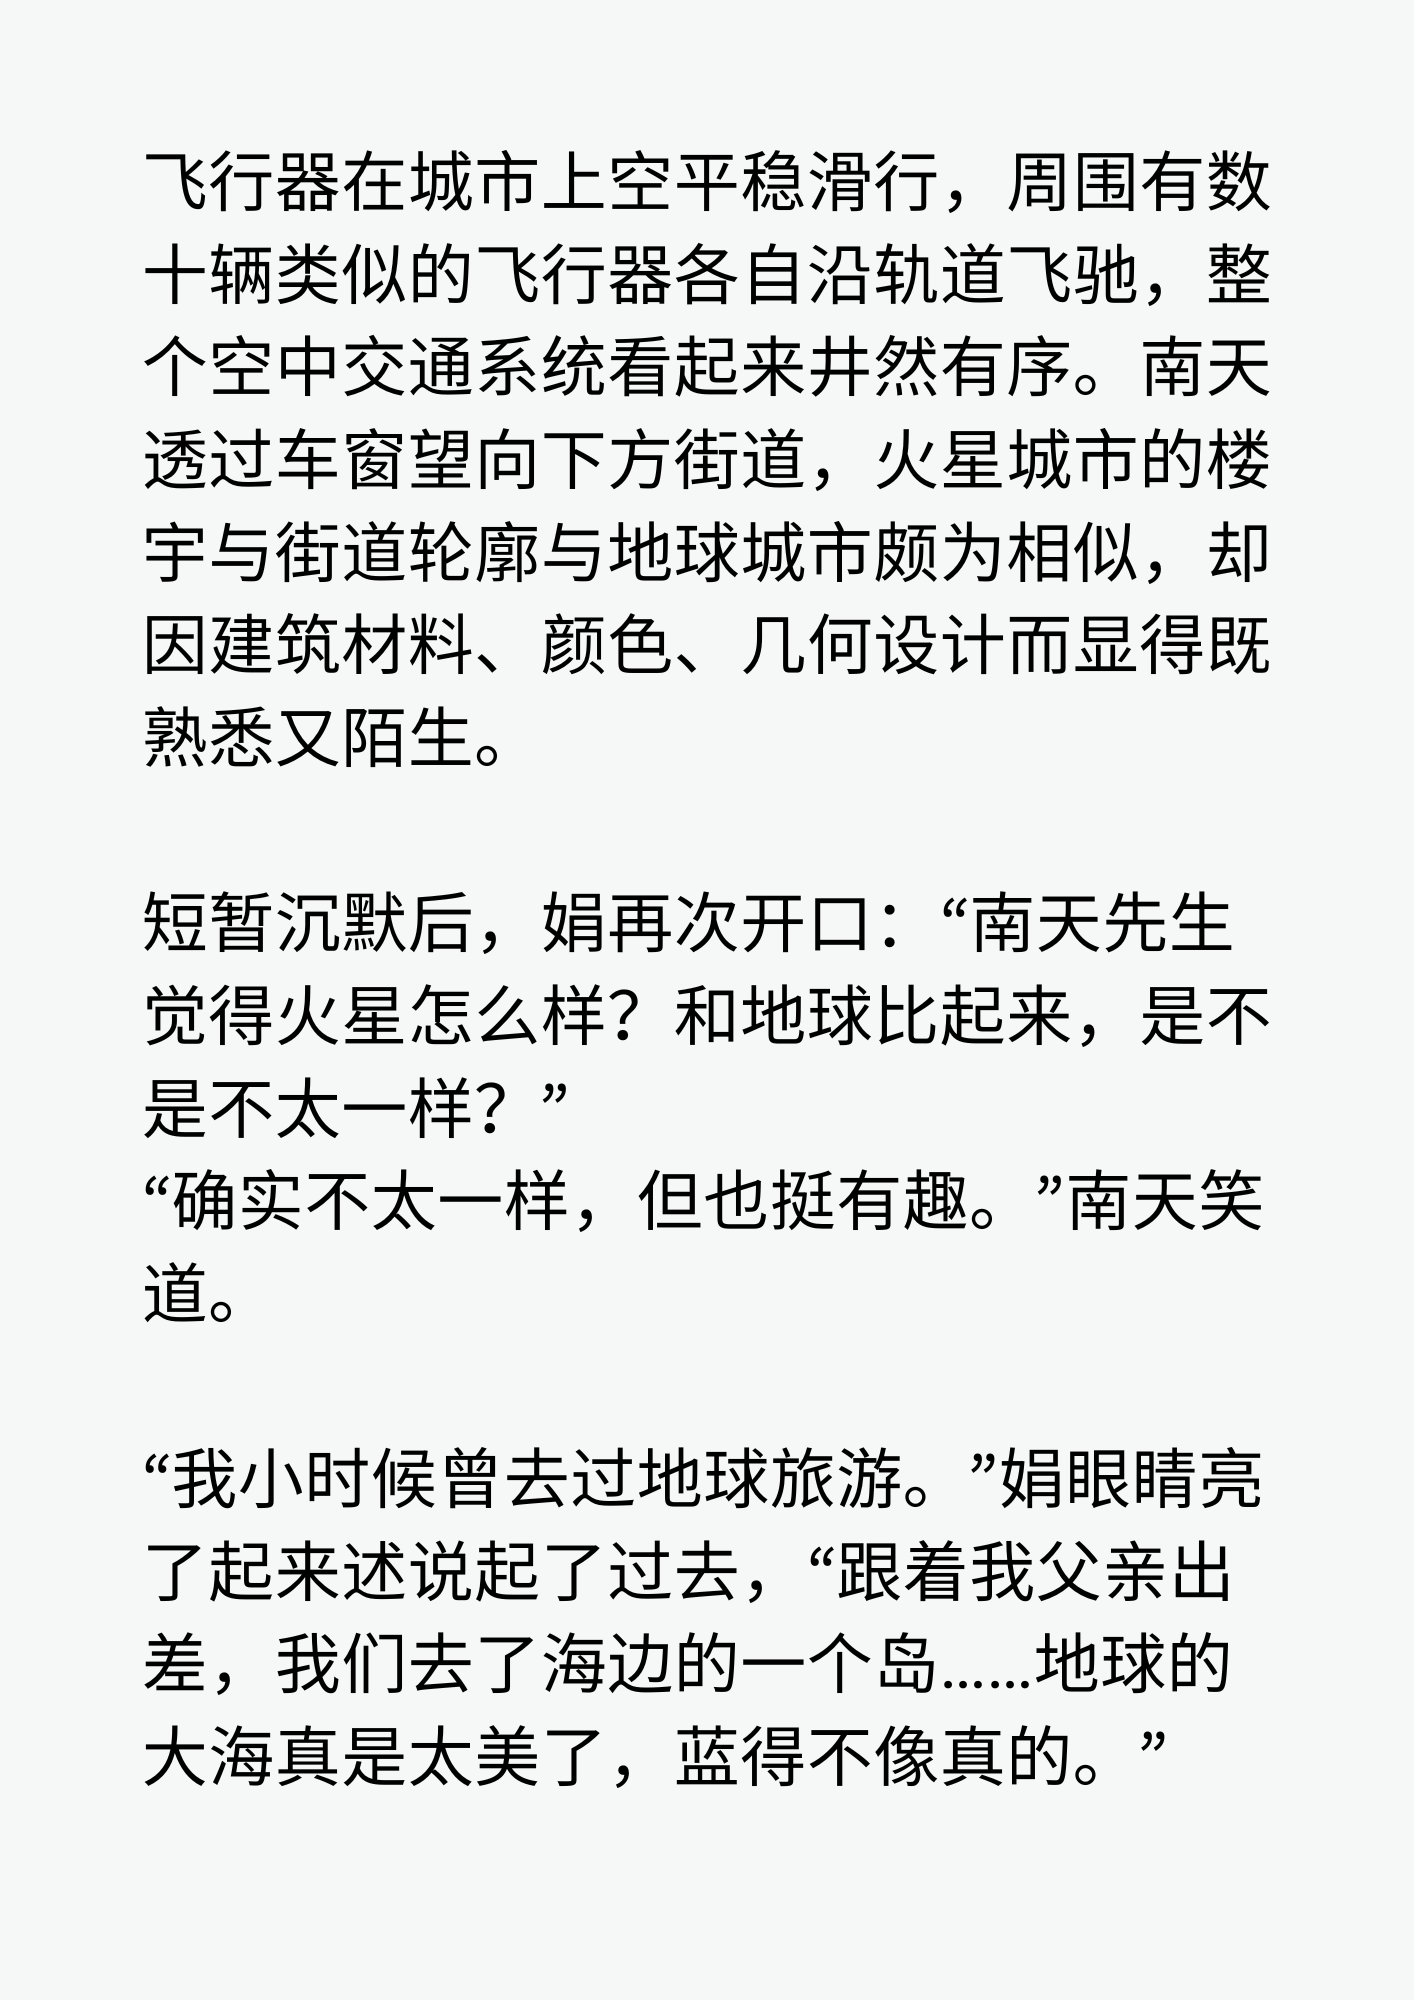 飞行器在城市上空平稳滑行，周围有数
十辆类似的飞行器各自沿轨道飞驰，整
个空中交通系统看起来井然有序。南天
透过车窗望向下方街道，火星城市的楼
宇与街道轮廓与地球城市颇为相似，却
因建筑材料、颜色、几何设计而显得既
熟悉又陌生。
短暂沉默后，娟再次开口：“南天先生
觉得火星怎么样？和地球比起来，是不
是不太一样？”
“确实不太一样，但也挺有趣。”南天笑
道。
“我小时候曾去过地球旅游。”娟眼睛亮
了起来述说起了过去，“跟着我父亲出
差，我们去了海边的一个岛……地球的
大海真是太美了，蓝得不像真的。”